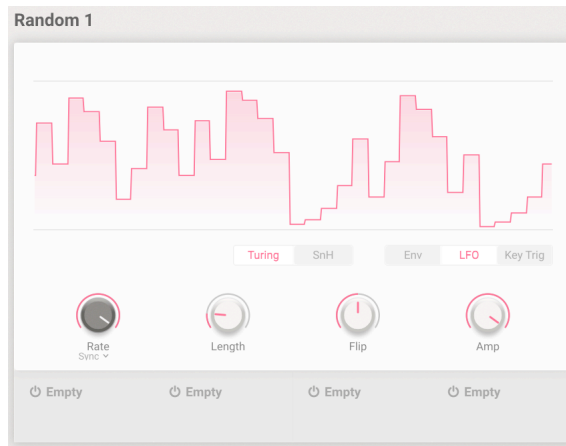 Random 1
Turing SnH Env LFO Key Trig
Rate Length Flip Amp
Sync
Empty Empty Empty Empty